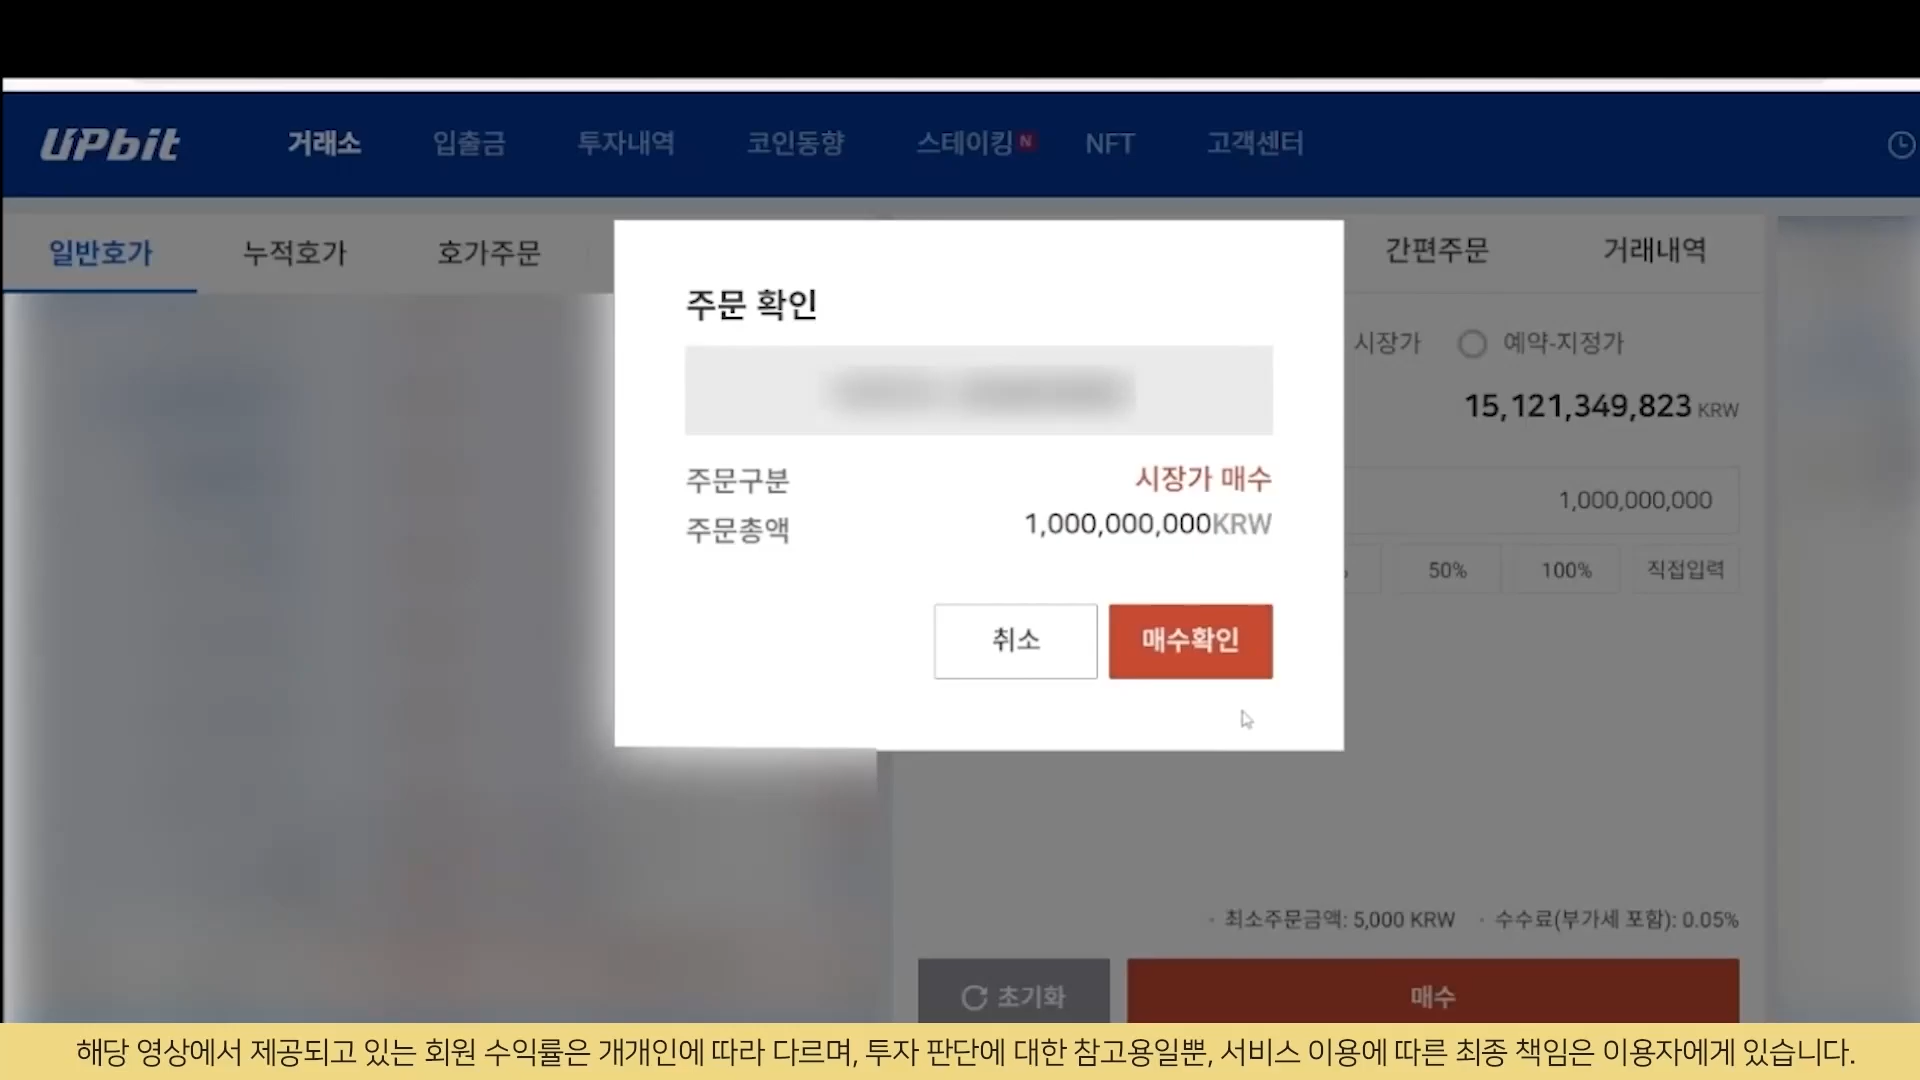 UPbit 거래소 입출금 투자내역 코인동향 스테이킹 N NFT 고객센터
일반호가 누적호가 호가주문
간편주문 거래내역
주문 확인
시장가 예약-지정가
15,121,349,823 KRW
주문구분 시장가 매수
주문총액 1,000,000,000KRW
1,000,000,000
50% 100% 직접입력
취소 매수확인
· 최소주문금액: 5,000 KRW · 수수료(부가세 포함): 0.05%
초기화 매수
해당 영상에서 제공되고 있는 회원 수익률은 개개인에 따라 다르며, 투자 판단에 대한 참고용일뿐, 서비스 이용에 따른 최종 책임은 이용자에게 있습니다.